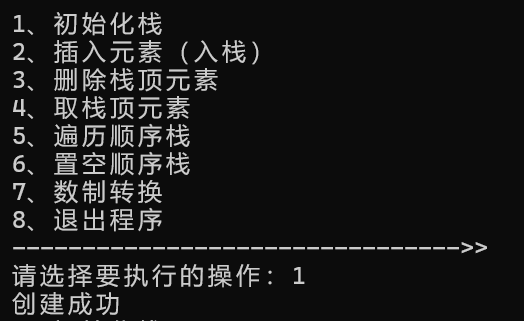 1、初始化栈
2、插入元素（入栈）
3、删除栈顶元素
4、取栈顶元素
5、遍历顺序栈
6、置空顺序栈
7、数制转换
8、退出程序
--------------------------------->>
请选择要执行的操作：1
创建成功